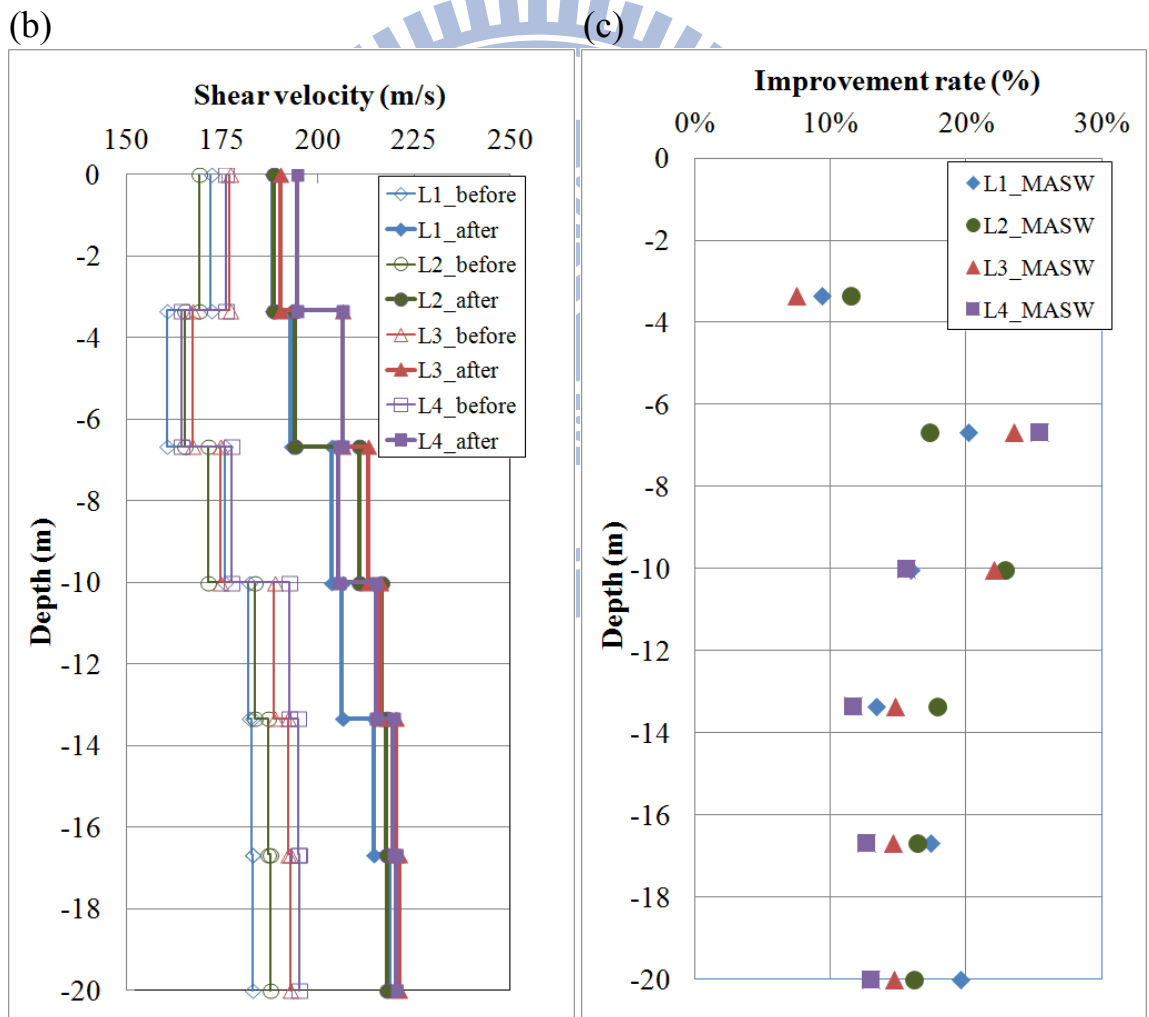 (b)
Shear velocity (m/s)
150 175 200 225 250
0
-2
-4
-6
-8
-10
-12
-14
-16
-18
-20
Depth (m)
L1_before
L1_after
L2_before
L2_after
L3_before
L3_after
L4_before
L4_after
(c)
Improvement rate (%)
0% 10% 20% 30%
0
-2
-4
-6
-8
-10
-12
-14
-16
-18
-20
Depth (m)
L1_MASW
L2_MASW
L3_MASW
L4_MASW